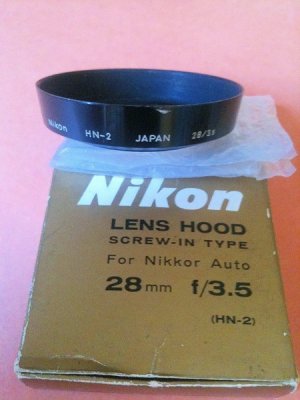 Nikon HN-2 JAPAN 28/3.5
Nikon
LENS HOOD
SCREW-IN TYPE
For Nikkor Auto
28mm f/3.5
(HN-2)